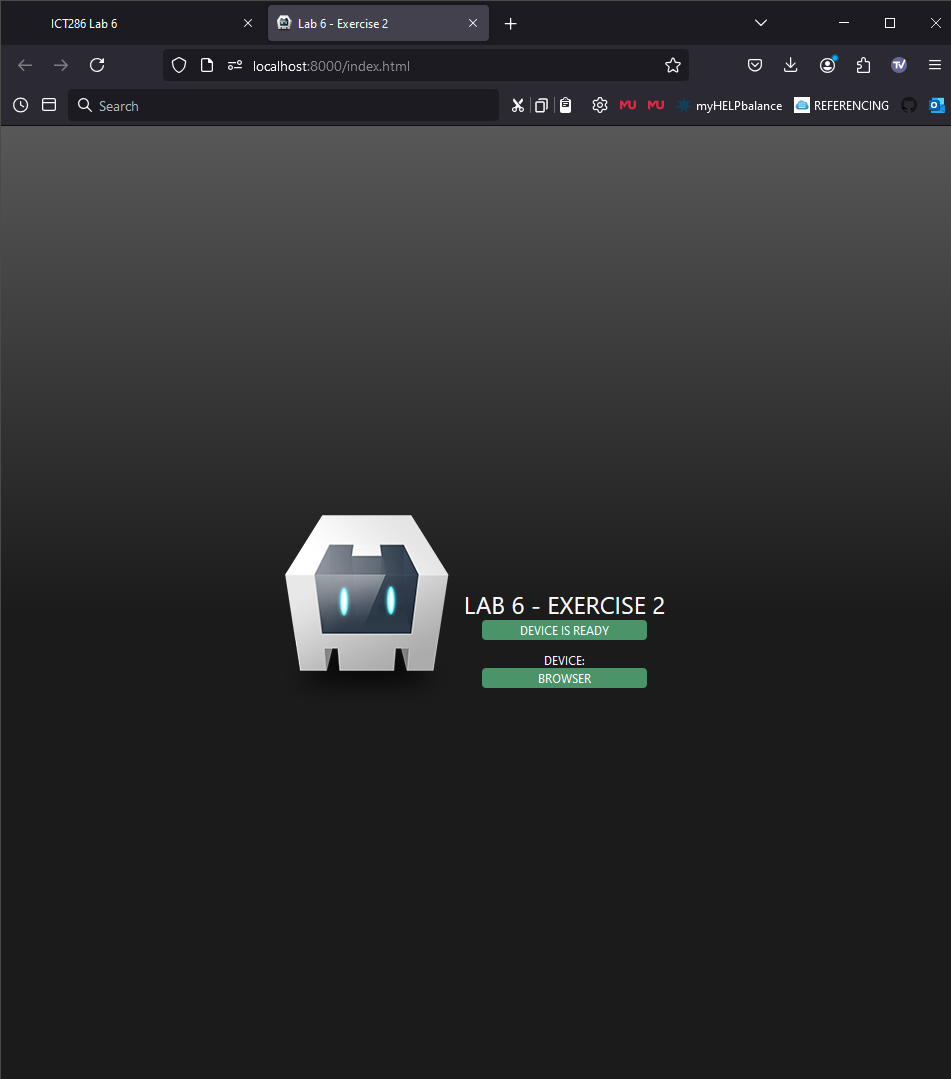 ICT286 Lab 6
Lab 6 - Exercise 2
localhost:8000/index.html
Search
MU
MU
myHELPbalance
REFERENCING
TV
LAB 6 - EXERCISE 2
DEVICE IS READY
DEVICE:
BROWSER